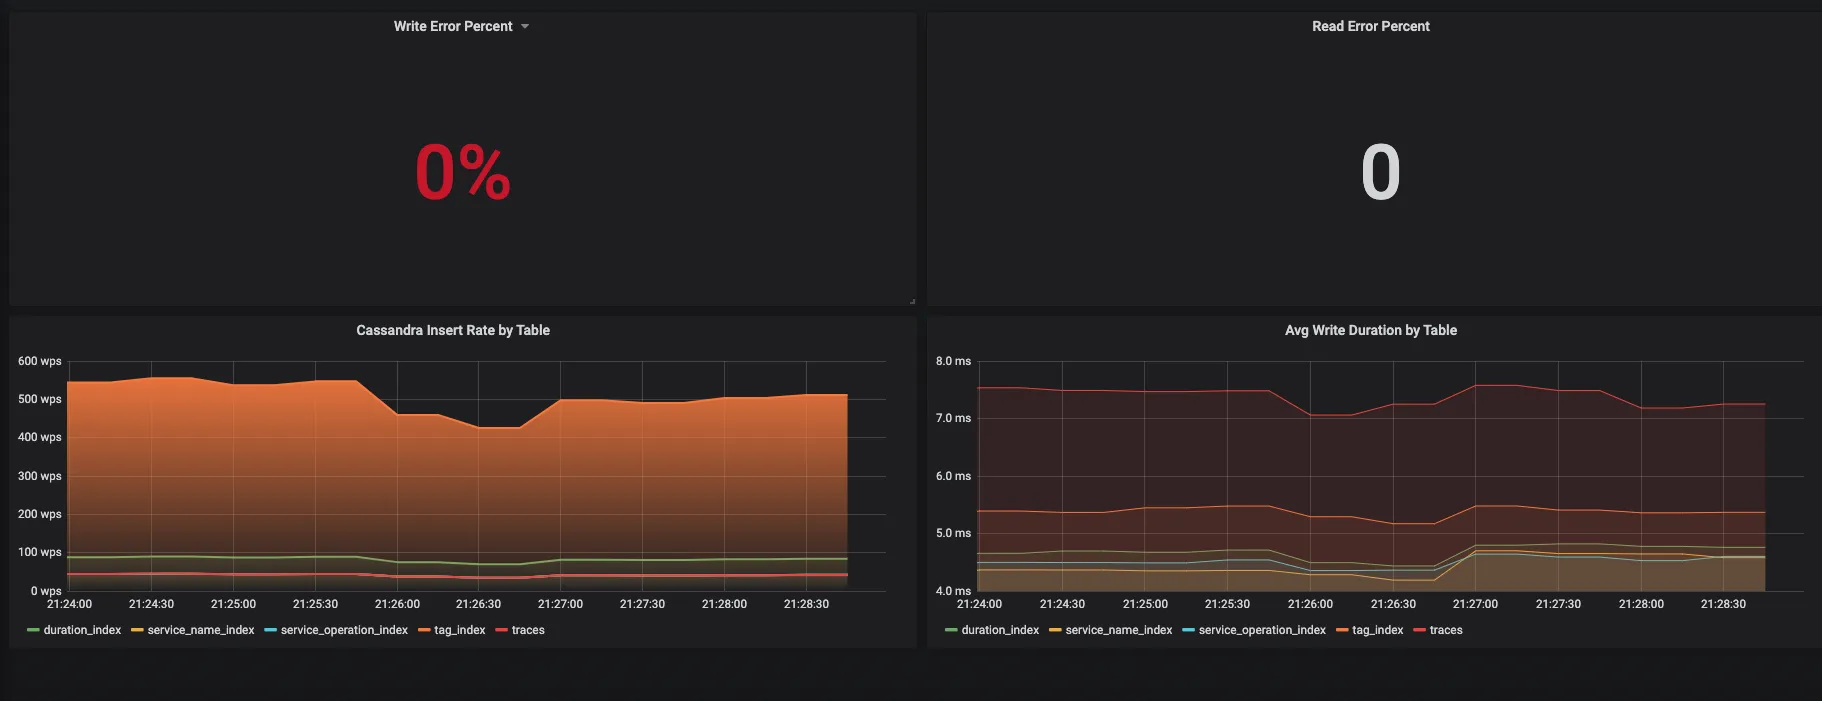 Write Error Percent
Read Error Percent
0%
0
Cassandra Insert Rate by Table
600 wps
500 wps
400 wps
300 wps
200 wps
100 wps
0 wps
21:24:00 21:24:30 21:25:00 21:25:30 21:26:00 21:26:30 21:27:00 21:27:30 21:28:00 21:28:30
duration_index service_name_index service_operation_index tag_index traces
Avg Write Duration by Table
8.0 ms
7.0 ms
6.0 ms
5.0 ms
4.0 ms
21:24:00 21:24:30 21:25:00 21:25:30 21:26:00 21:26:30 21:27:00 21:27:30 21:28:00 21:28:30
duration_index service_name_index service_operation_index tag_index traces